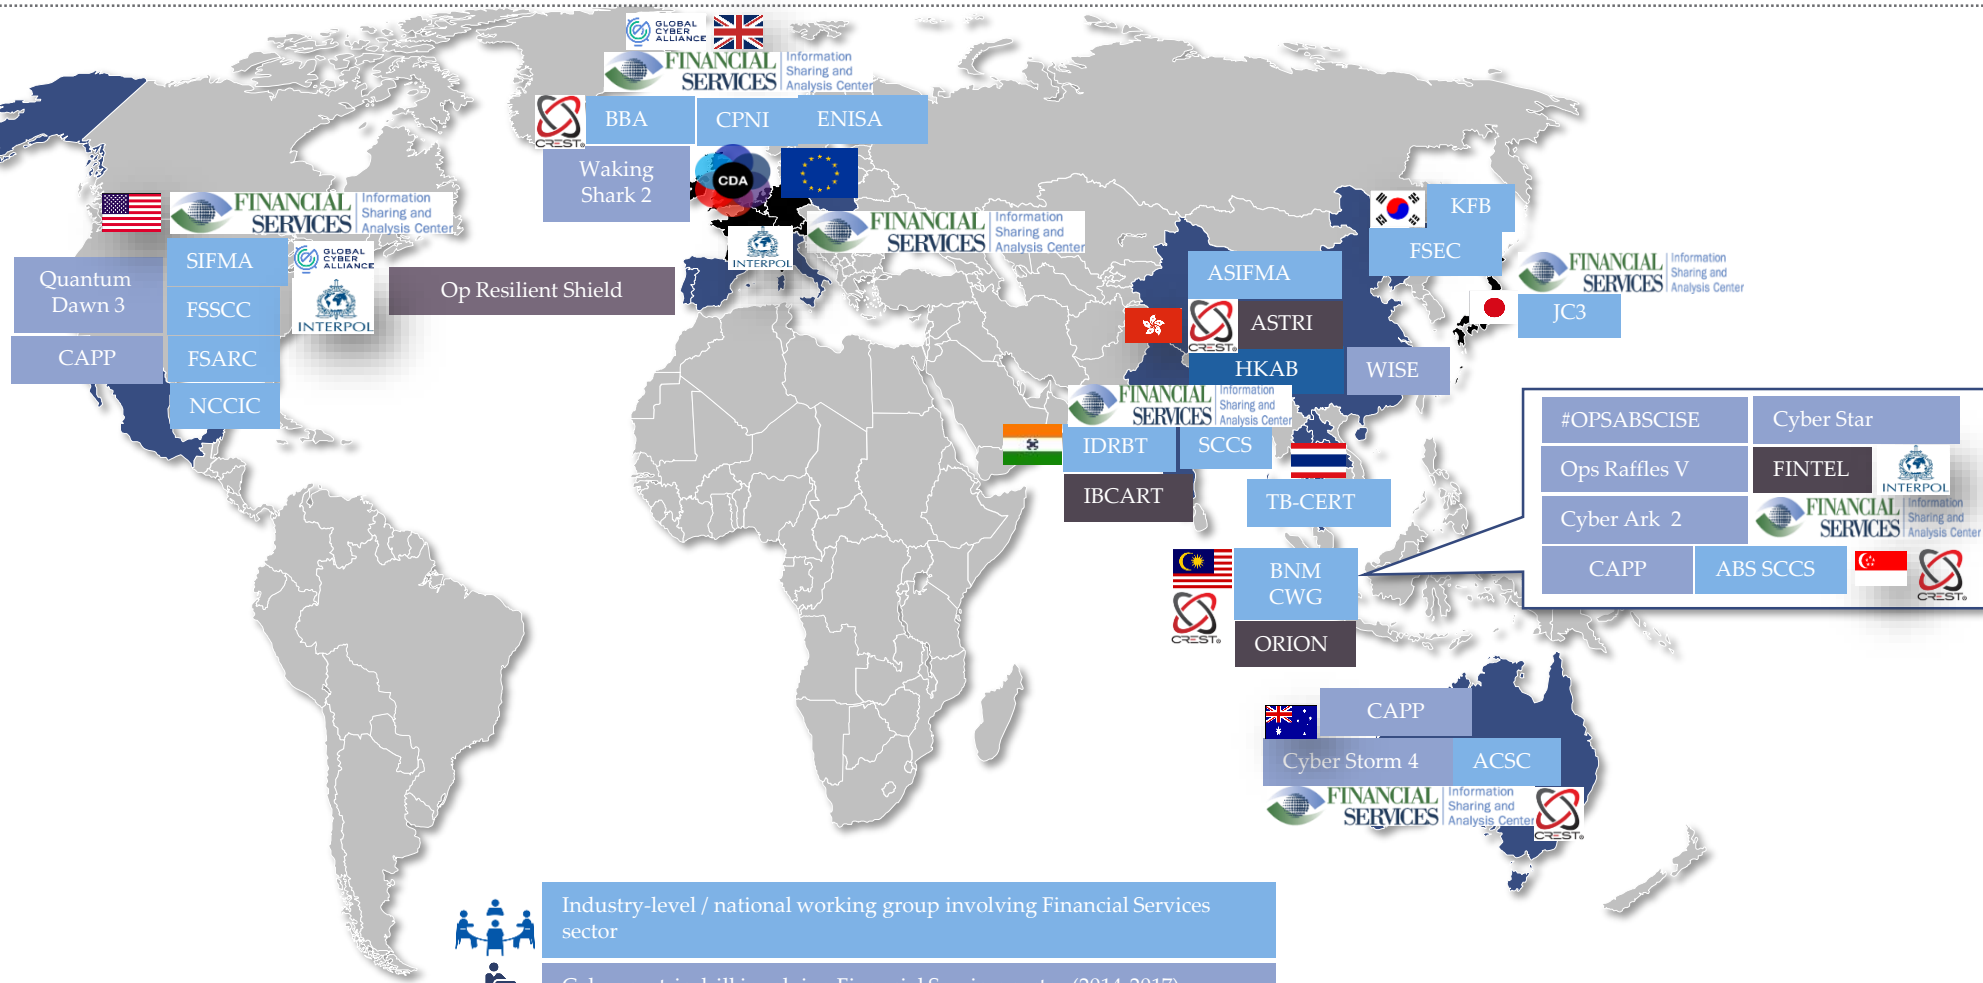 GLOBAL
CYBER
ALLIANCE
FINANCIAL
SERVICES
Information
Sharing and
Analysis Center
CREST®
BBA
CPNI
ENISA
Waking
Shark 2
CDA
INTERPOL
FINANCIAL
SERVICES
Information
Sharing and
Analysis Center
FINANCIAL
SERVICES
Information
Sharing and
Analysis Center
SIFMA
GLOBAL
CYBER
ALLIANCE
Quantum
Dawn 3
FSSCC
INTERPOL
CAPP
FSARC
NCCIC
Op Resilient Shield
KFB
FSEC
ASIFMA
CREST®
ASTRI
HKAB
WISE
FINANCIAL
SERVICES
Information
Sharing and
Analysis Center
JC3
FINANCIAL
SERVICES
Information
Sharing and
Analysis Center
IDRBT
SCCS
IBCART
TB-CERT
BNM
CWG
CREST®
ORION
#OPSABSCISE
Cyber Star
Ops Raffles V
FINTEL
INTERPOL
Cyber Ark 2
FINANCIAL
SERVICES
Information
Sharing and
Analysis Center
CAPP
ABS SCCS
CREST®
CAPP
Cyber Storm 4
ACSC
FINANCIAL
SERVICES
Information
Sharing and
Analysis Center
CREST®
Industry-level / national working group involving Financial Services
sector